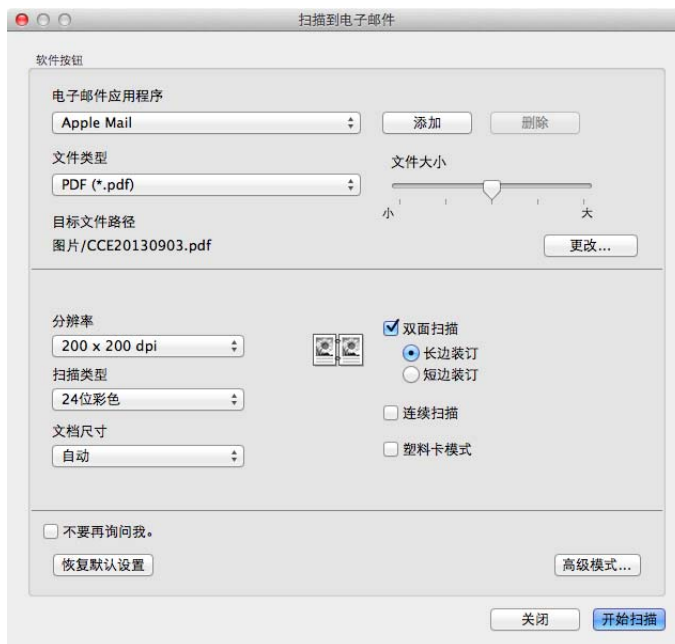 扫描到电子邮件
软件按钮
电子邮件应用程序
Apple Mail
添加
删除
文件类型
PDF (*.pdf)
文件大小
小
大
目标文件路径
图片/CCE20130903.pdf
更改...
分辨率
200 x 200 dpi
双面扫描
长边装订
短边装订
扫描类型
24位彩色
连续扫描
文档尺寸
自动
塑料卡模式
不要再询问我。
恢复默认设置
高级模式...
关闭
开始扫描